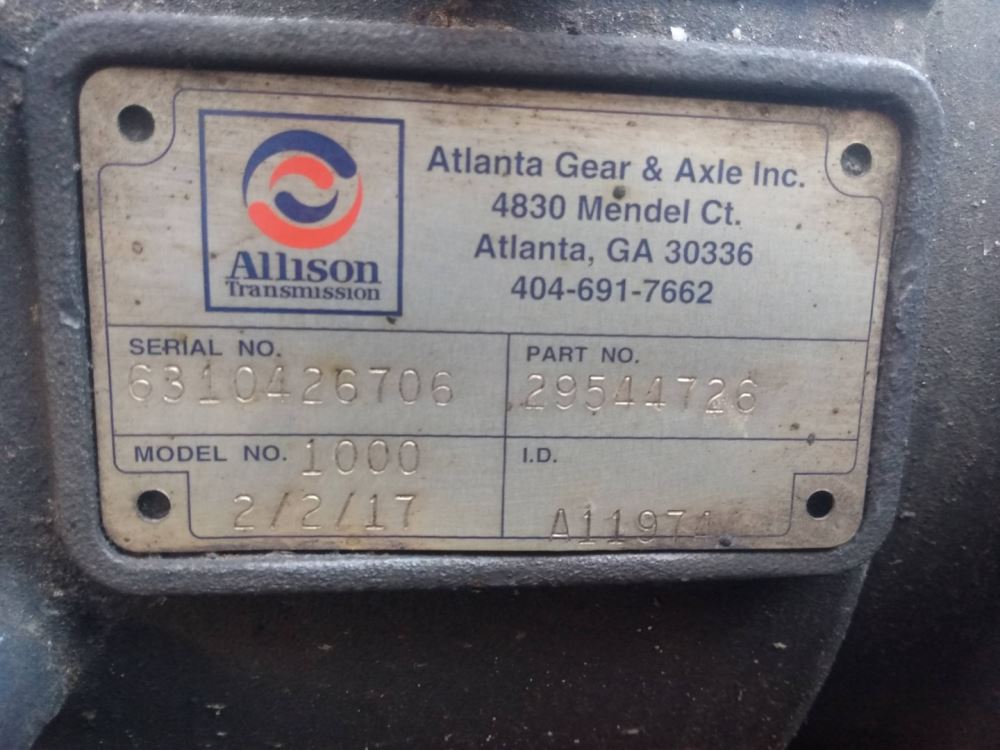 Allison
Transmission
Atlanta Gear & Axle Inc.
4830 Mendel Ct.
Atlanta, GA 30336
404-691-7662
SERIAL NO.
6310426706
PART NO.
29544726
MODEL NO. 1000
2/2/17
I.D.
A11974